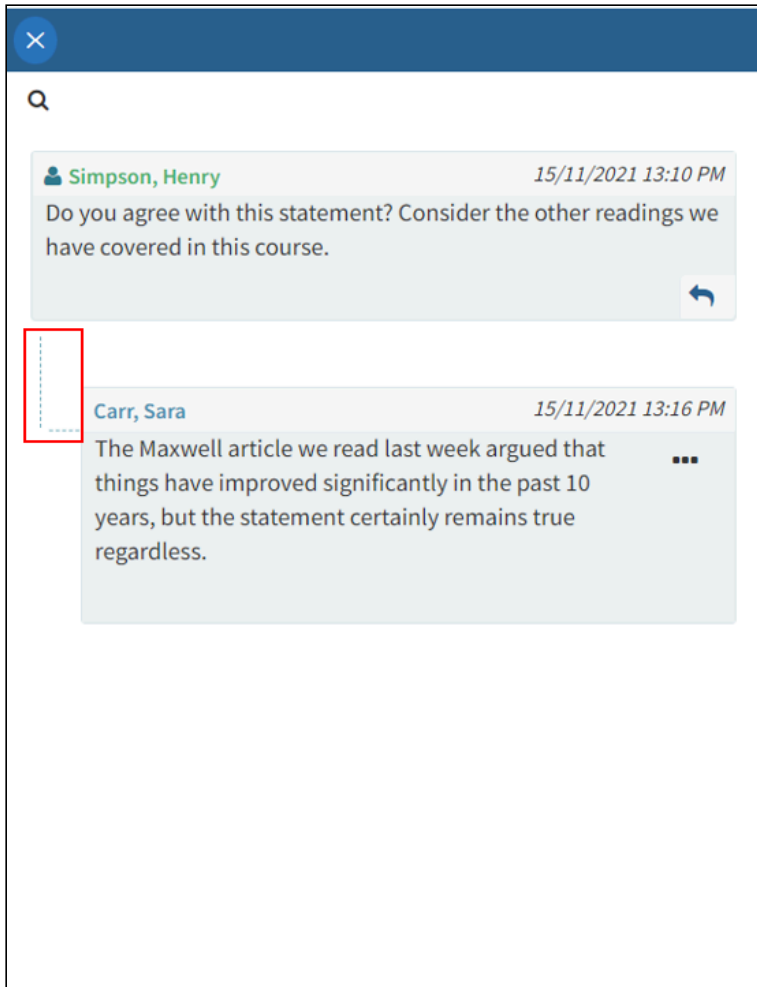 Simpson, Henry
15/11/2021 13:10 PM
Do you agree with this statement? Consider the other readings we
have covered in this course.
Carr, Sara
15/11/2021 13:16 PM
The Maxwell article we read last week argued that
things have improved significantly in the past 10
years, but the statement certainly remains true
regardless.